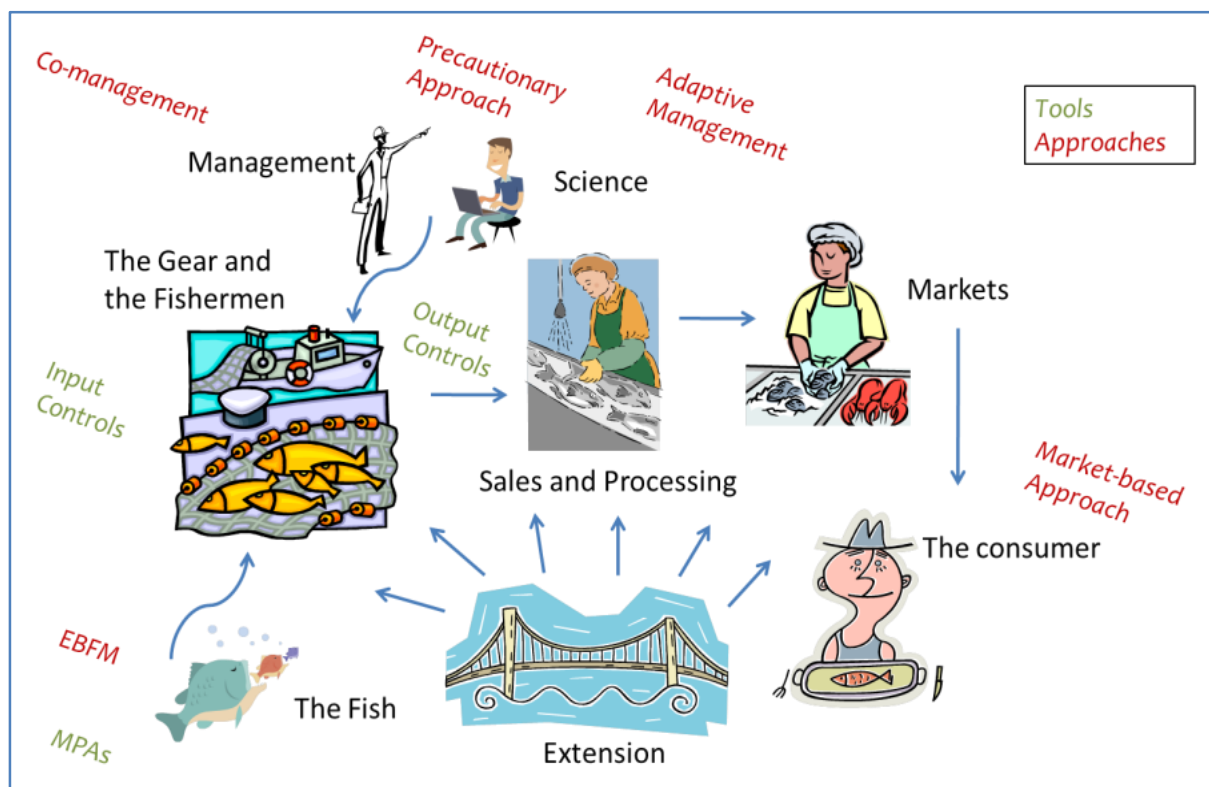 Co-management
Precautionary
Approach
Adaptive
Management
Tools
Approaches
Management
Science
The Gear and
the Fishermen
Markets
Input
Controls
Output
Controls
Sales and Processing
Market-based
Approach
The consumer
EBFM
The Fish
MPAs
Extension